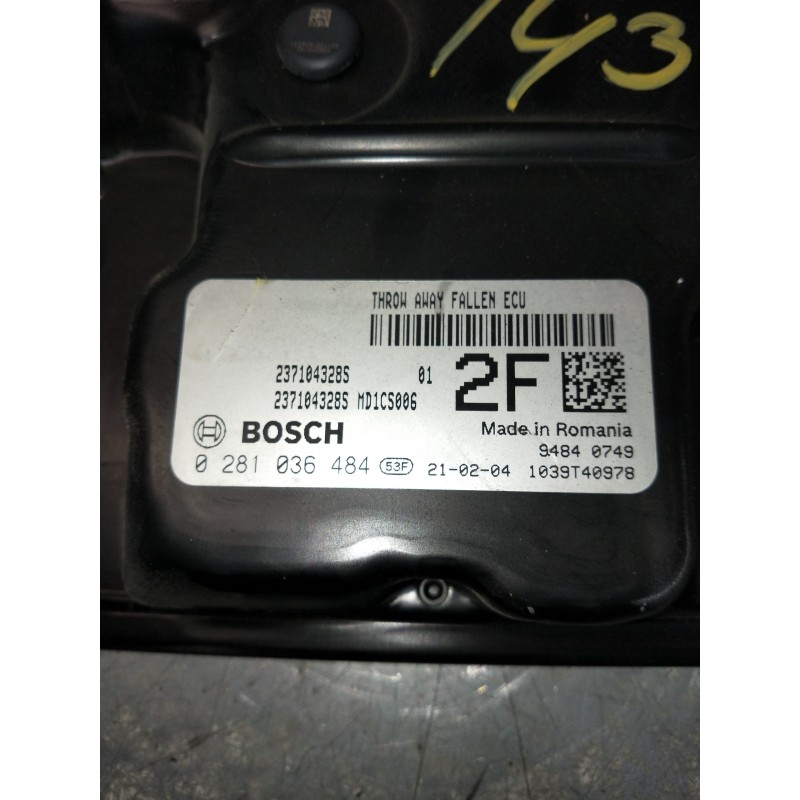 143
THROW AWAY FALLEN ECU
237104328S 01
237104328S MD1CS006
2F
BOSCH
Made in Romania
9484 0749
0 281 036 484 53F 21-02-04 1039T40978